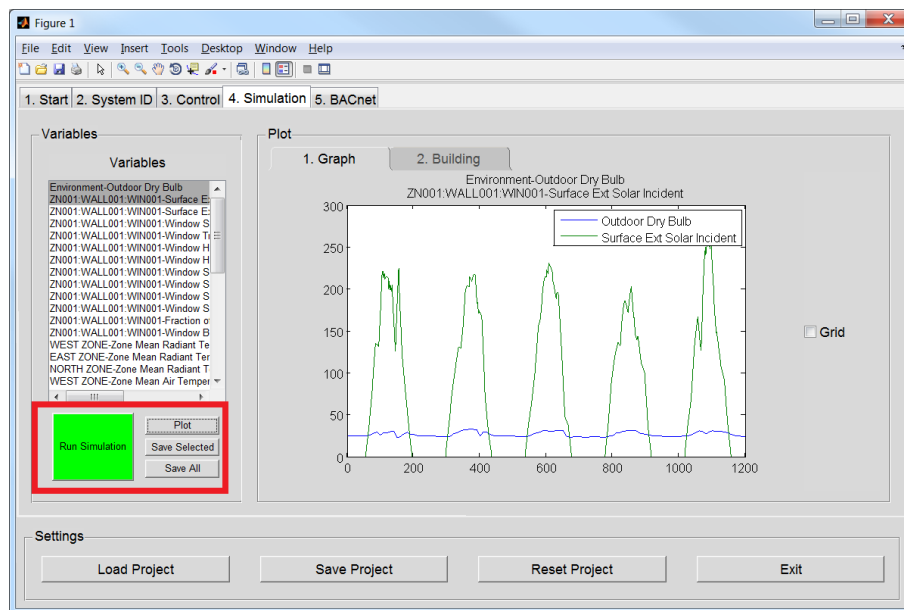 Figure 1
File Edit View Insert Tools Desktop Window Help
1. Start 2. System ID 3. Control 4. Simulation 5. BACnet
Variables
Variables
Environment-Outdoor Dry Bulb
ZN001:WALL001:WIN001-Surface Ex
ZN001:WALL001:WIN001-Surface E
ZN001:WALL001:WIN001-Window S
ZN001:WALL001:WIN001-Window T
ZN001:WALL001:WIN001-Window H
ZN001:WALL001:WIN001-Window H
ZN001:WALL001:WIN001-Window S
ZN001:WALL001:WIN001-Window S
ZN001:WALL001:WIN001-Window S
ZN001:WALL001:WIN001-Window S
ZN001:WALL001:WIN001-Fraction o
ZN001:WALL001:WIN001-Window B
WEST ZONE-Zone Mean Radiant Te
EAST ZONE-Zone Mean Radiant Ter
NORTH ZONE-Zone Mean Radiant T
WEST ZONE-Zone Mean Air Temper
Run Simulation
Plot
Save Selected
Save All
Plot
1. Graph 2. Building
Environment-Outdoor Dry Bulb
ZN001:WALL001:WIN001-Surface Ext Solar Incident
Outdoor Dry Bulb
Surface Ext Solar Incident
300
250
200
150
100
50
0
0 200 400 600 800 1000 1200
Grid
Settings
Load Project Save Project Reset Project Exit